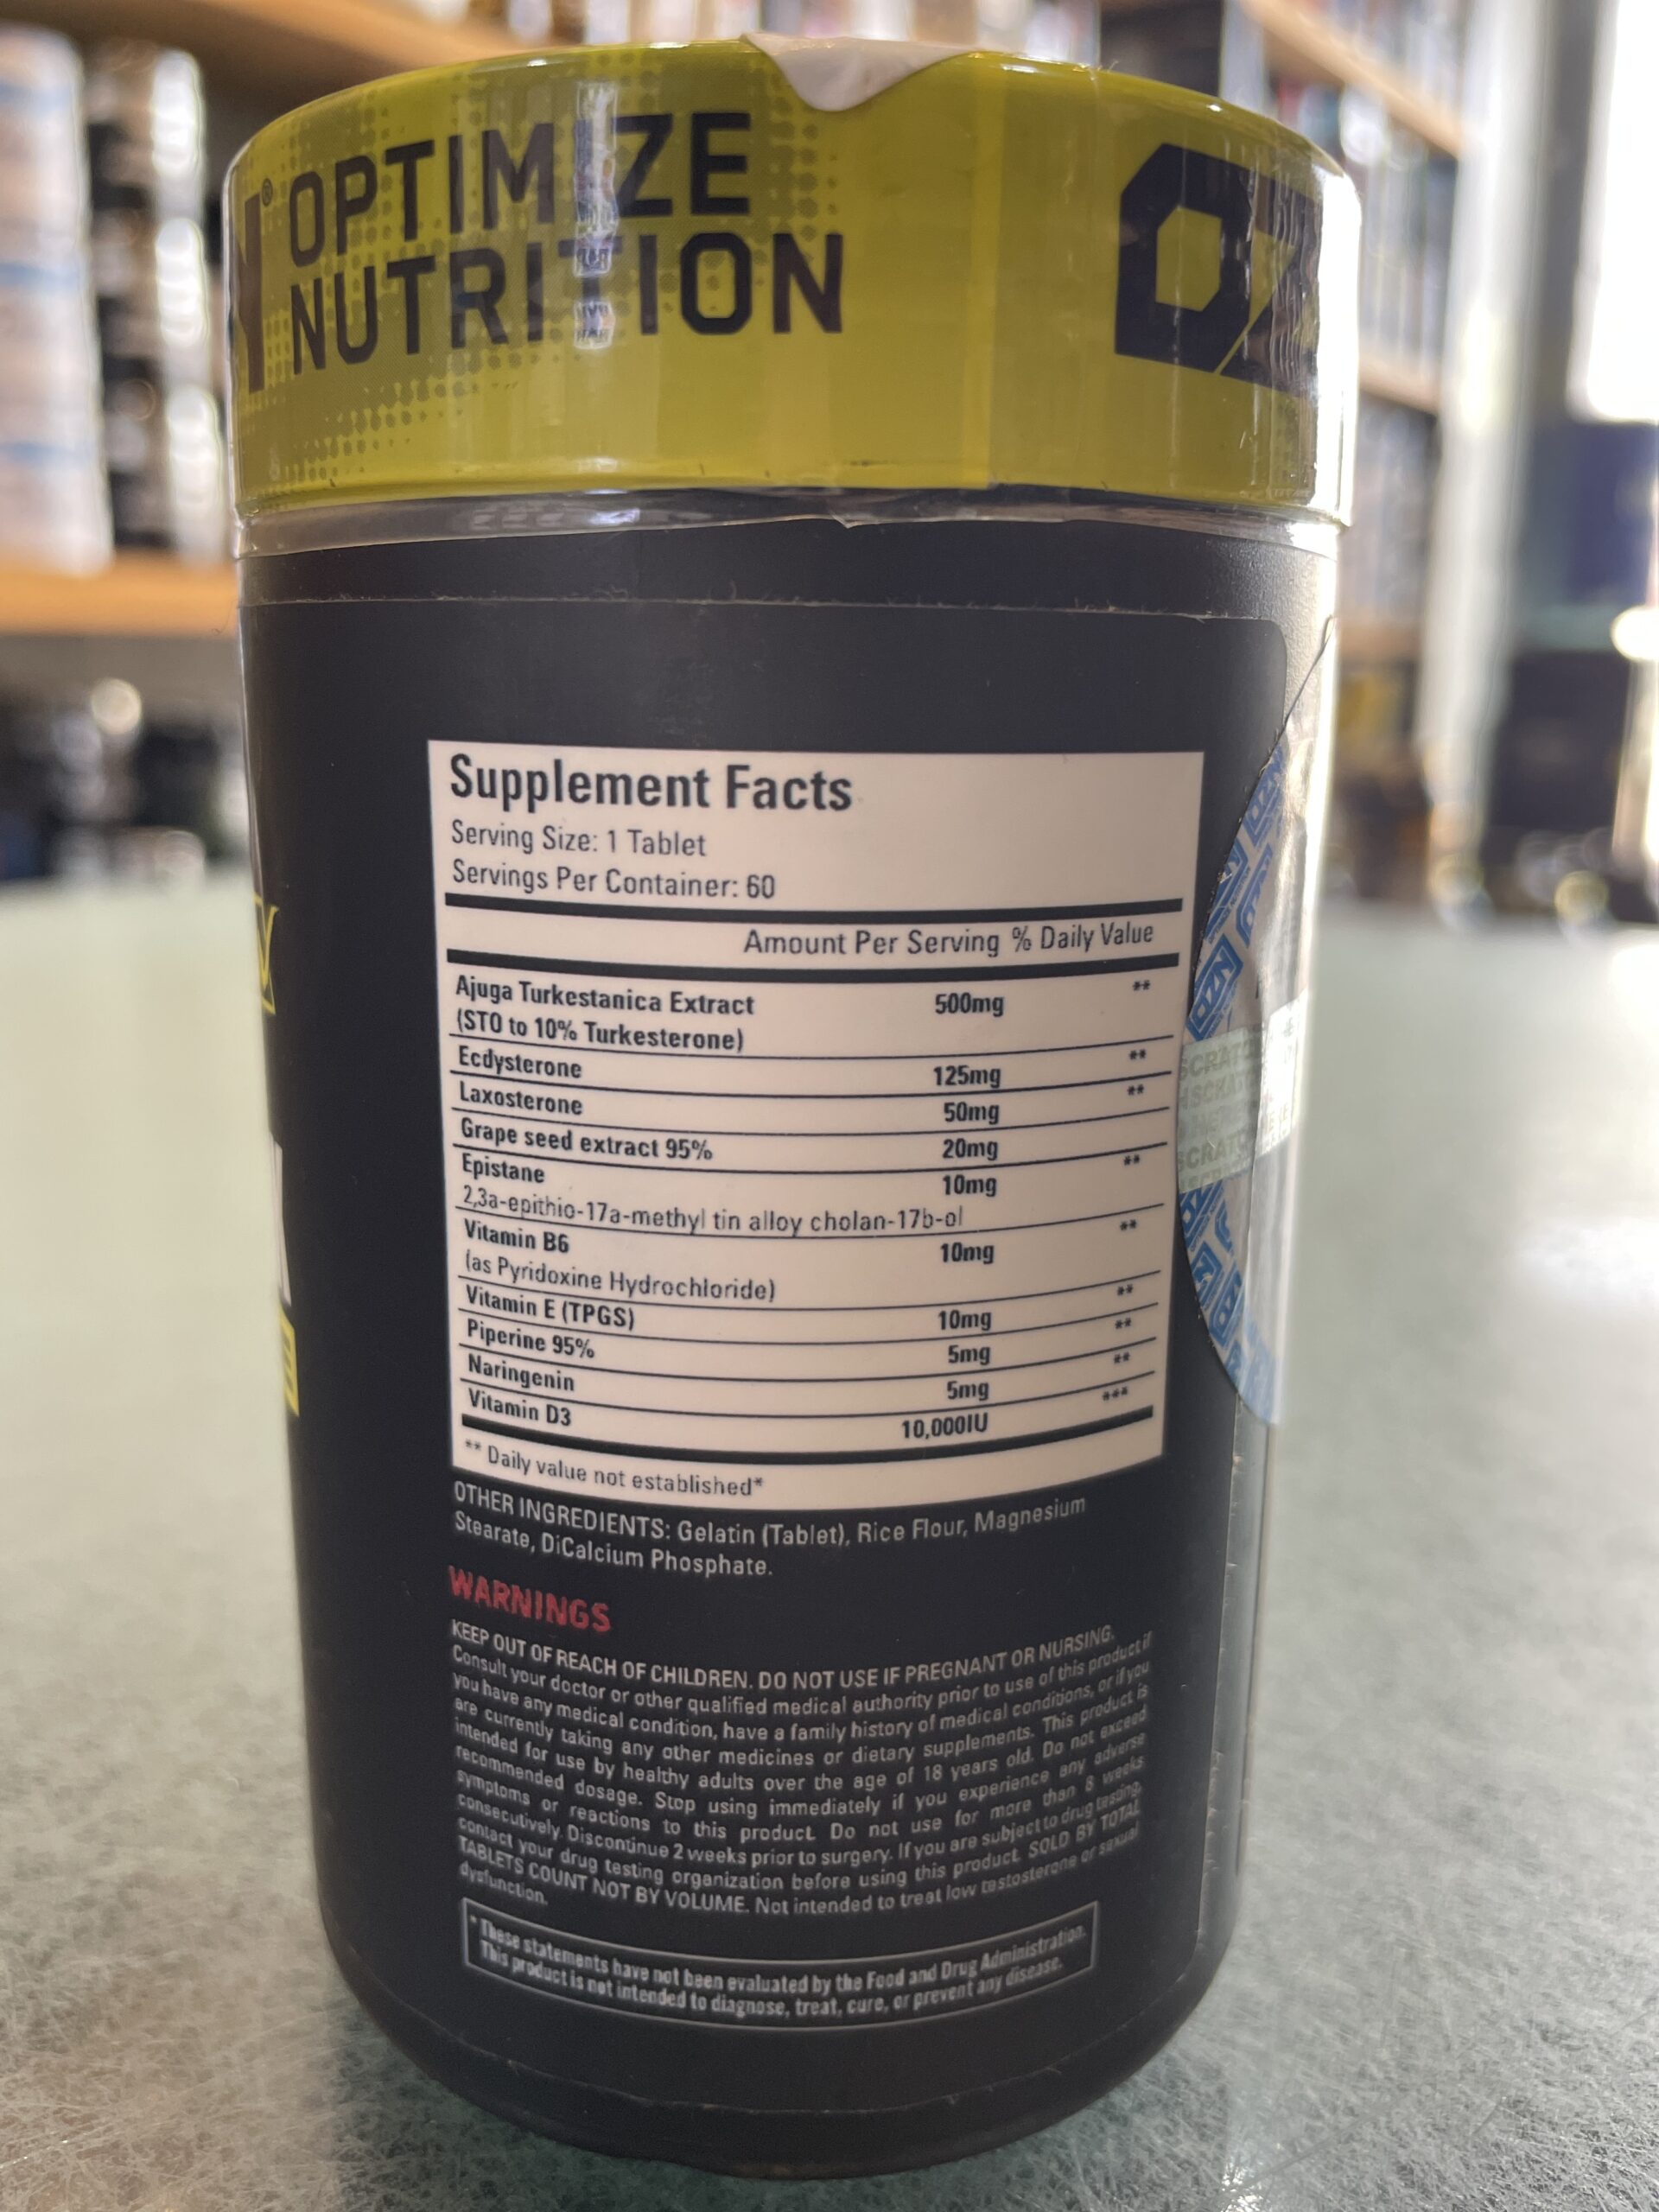 OPTIMIZE
NUTRITION
OZ
Supplement Facts
Serving Size: 1 Tablet
Servings Per Container: 60
Amount Per Serving % Daily Value
Ajuga Turkestanica Extract 500mg **
(STO to 10% Turkesterone)
Ecdysterone 125mg **
Laxosterone 50mg **
Grape seed extract 95% 20mg
Epistane 10mg **
2,3a-epithio-17a-methyl tin alloy cholan-17b-ol
Vitamin B6 10mg **
(as Pyridoxine Hydrochloride)
Vitamin E (TPGS) 10mg **
Piperine 95% 5mg **
Naringenin 5mg **
Vitamin D3 10,000IU ***
** Daily value not established*
OTHER INGREDIENTS: Gelatin (Tablet), Rice Flour, Magnesium
Stearate, DiCalcium Phosphate.
WARNINGS
KEEP OUT OF REACH OF CHILDREN. DO NOT USE IF PREGNANT OR NURSING.
Consult your doctor or other qualified medical authority prior to use of this product if
you have any medical condition, have a family history of medical conditions, or if you
are currently taking any other medicines or dietary supplements. This product is
intended for use by healthy adults over the age of 18 years old. Do not exceed
recommended dosage. Stop using immediately if you experience any adverse
symptoms or reactions to this product. Do not use for more than 8 weeks
consecutively. Discontinue 2 weeks prior to surgery. If you are subject to drug testing,
contact your drug testing organization before using this product. SOLD BY TOTAL
TABLETS COUNT NOT BY VOLUME. Not intended to treat low testosterone or sexual
dysfunction.
* These statements have not been evaluated by the Food and Drug Administration.
This product is not intended to diagnose, treat, cure, or prevent any disease.
OZN
OZN
OZN
SCRATC